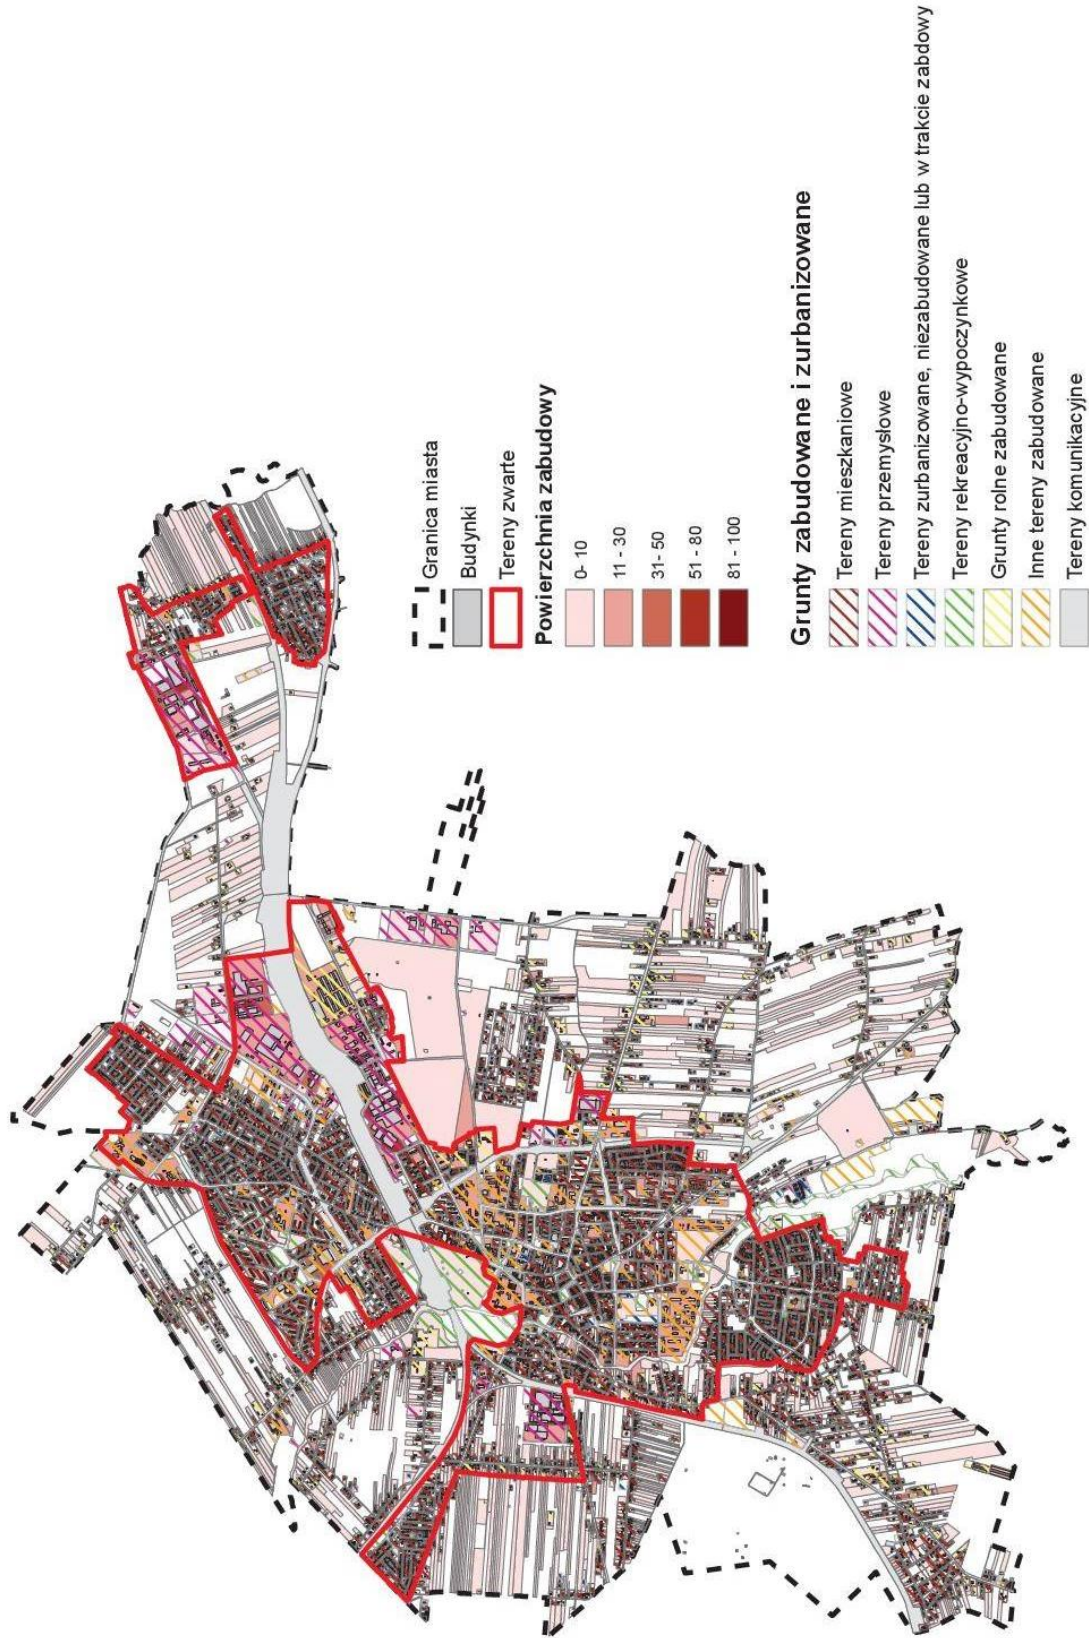 Granica miasta
Budynki
Tereny zwarte
Powierzchnia zabudowy
0- 10
11 - 30
31- 50
51 - 80
81 - 100
Grunty zabudowane i zurbanizowane
Tereny mieszkaniowe
Tereny przemysłowe
Tereny zurbanizowane, niezabudowane lub w trakcie zabdowy
Tereny rekreacyjno-wypoczynkowe
Grunty rolne zabudowane
Inne tereny zabudowane
Tereny komunikacyjne